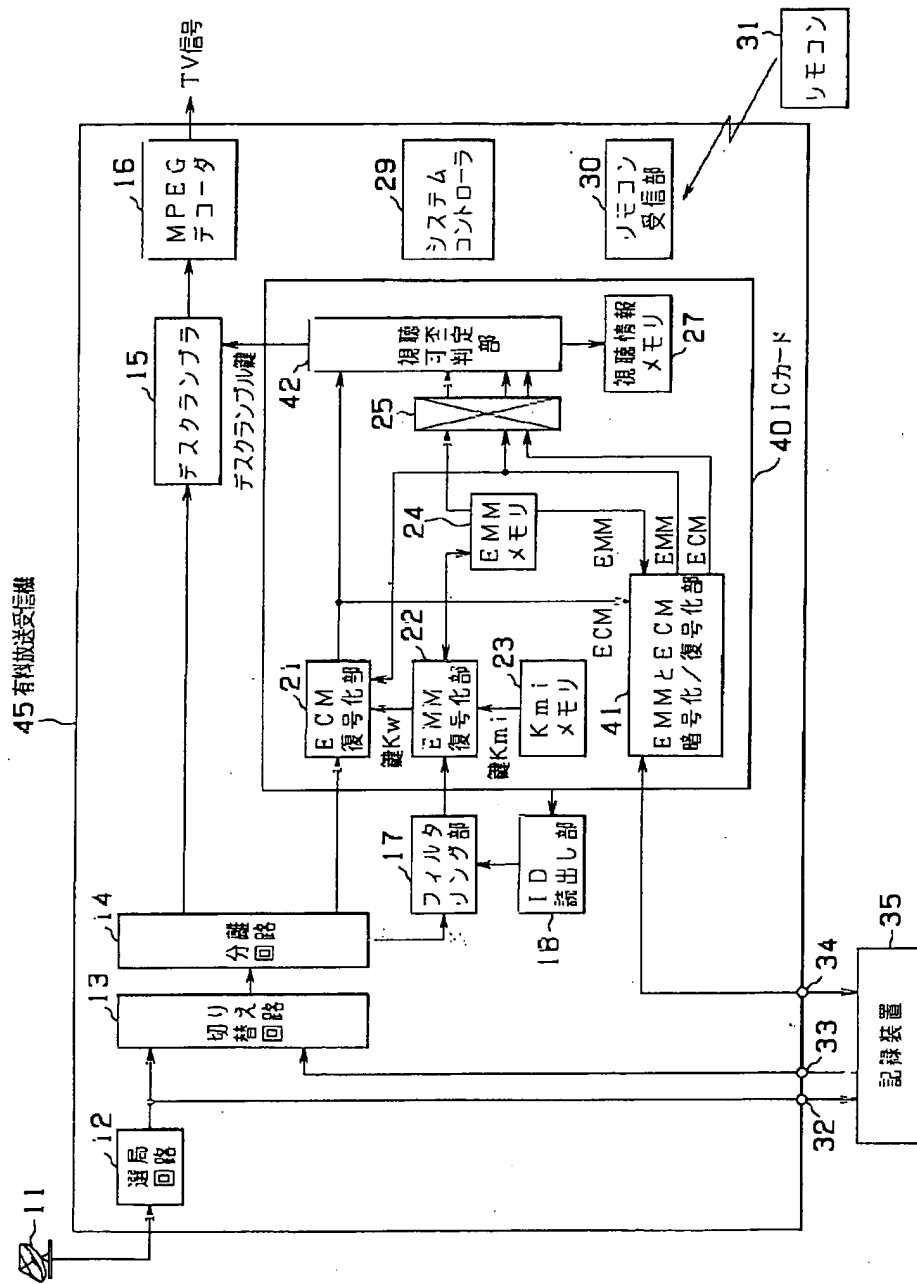 45 有料放送受信機
11
12
選局
回路
13
切り
替え
回路
14
分離
回路
15
デスクランブラ
デスクランブル鍵
16
MPEG
デコーダ
TV信号
17
フィルタ
リング部
18
ID
読出し部
21
ECM
復号化部
鍵Kw
22
EMM
復号化部
鍵Kmi
23
Kmi
メモリ
24
EMM
メモリ
25
EMM
ECM
41
EMMとECM
暗号化/復号化部
EMM
ECM
42
視聴
可否
判定
部
視聴情報
メモリ
27
40 ICカード
29
システム
コントローラ
30
リモコン
受信部
31
リモコン
32
33
34
35
記録装置